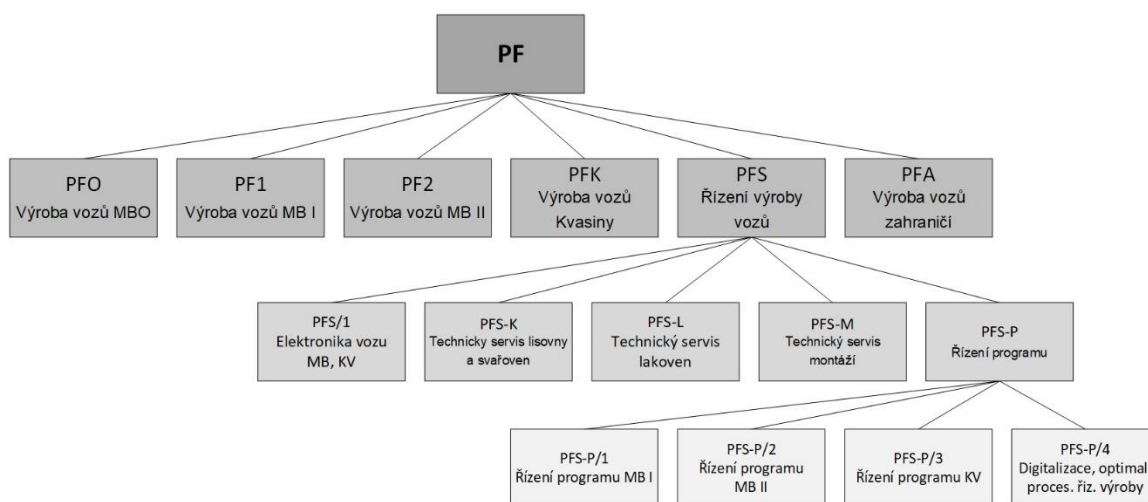 PF
PFO
Výroba vozů MBO
PF1
Výroba vozů MB I
PF2
Výroba vozů MB II
PFK
Výroba vozů
Kvasiny
PFS
Řízení výroby
vozů
PFA
Výroba vozů
zahraničí
PFS/1
Elektronika vozu
MB, KV
PFS-K
Technicky servis lisovny
a svařoven
PFS-L
Technický servis
lakoven
PFS-M
Technický servis
montáží
PFS-P
Řízení programu
PFS-P/1
Řízení programu MB I
PFS-P/2
Řízení programu
MB II
PFS-P/3
Řízení programu KV
PFS-P/4
Digitalizace, optimal
proces. řiz. výroby